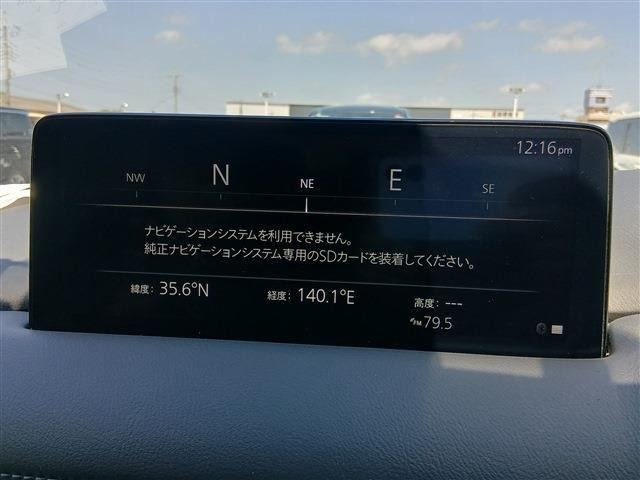 12:16pm
NW N NE E SE
ナビゲーションシステムを利用できません。
純正ナビゲーションシステム専用のSDカードを装着してください。
緯度: 35.6°N 経度: 140.1°E 高度: ---
FM 79.5